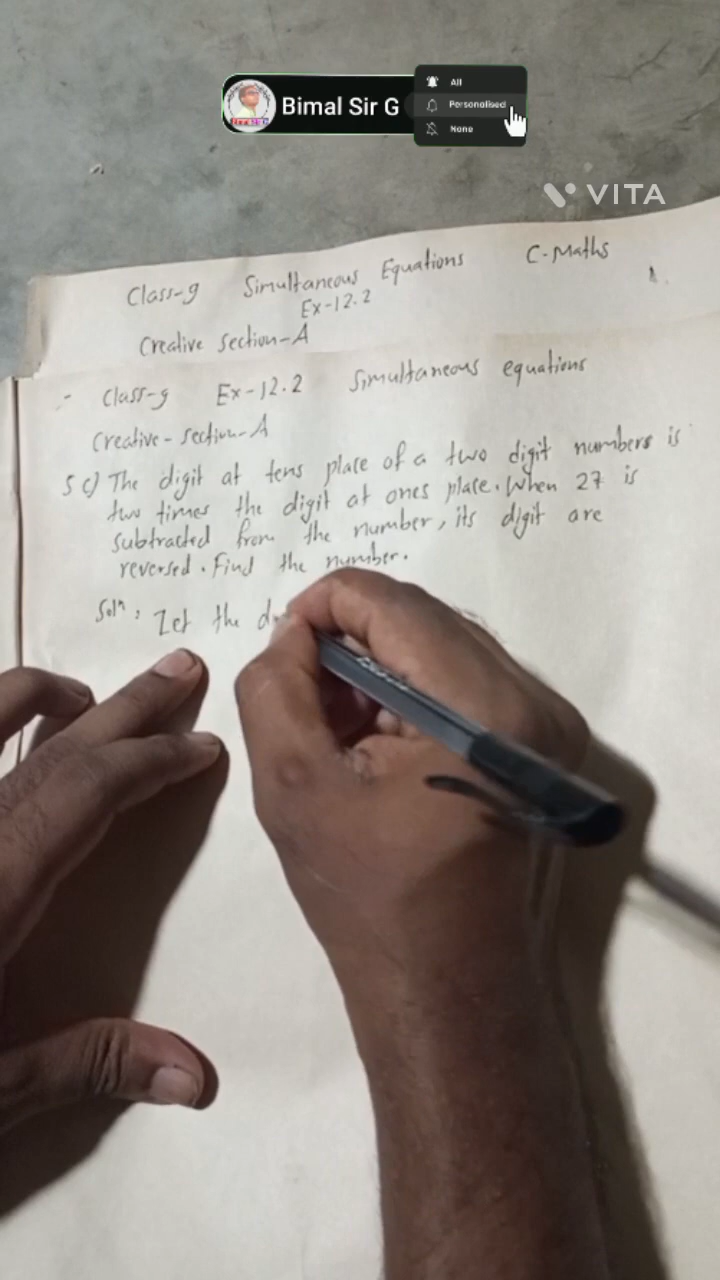 Bimal Sir G
All
Personalised
None
VITA
Class-9 Simultaneous Equations C-Maths
Ex-12.2
Creative section-A
Class-9 Ex-12.2 Simultaneous equations
Creative-section-A
5 c) The digit at tens place of a two digit numbers is
two times the digit at ones place. When 27 is
subtracted from the number, its digit are
reversed. Find the number.
Soln: Let the